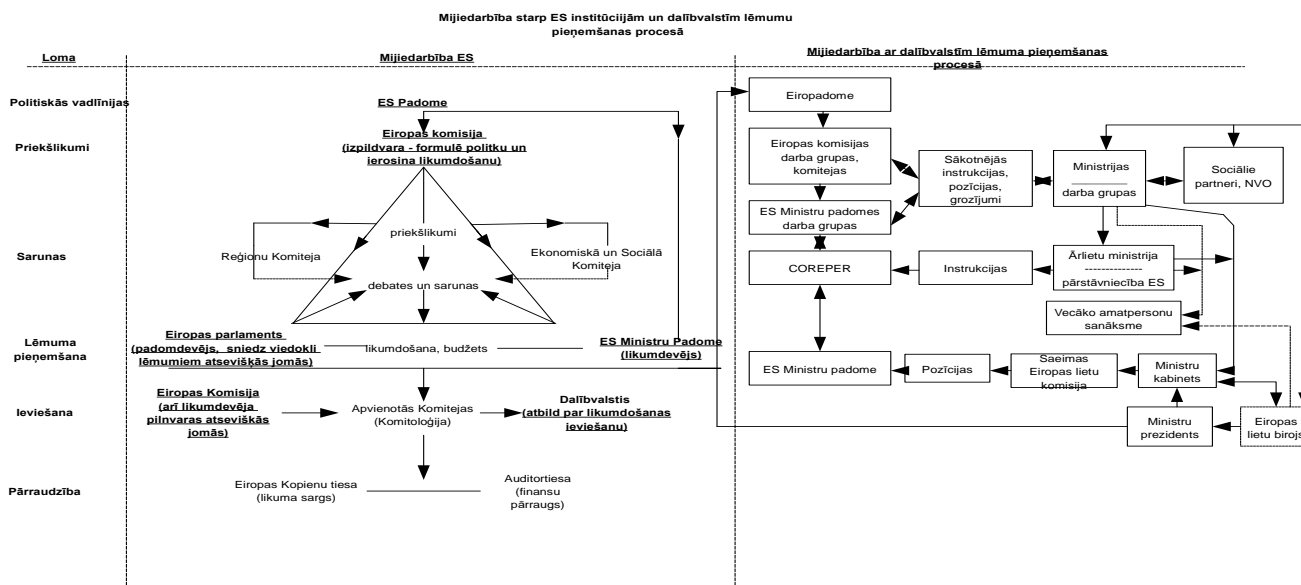 Mijiedarbība starp ES institūciijām un dalībvalstīm lēmumu
pieņemšanas procesā
Loma
Mijiedarbība ES
Mijiedarbība ar dalībvalstīm lēmuma pieņemšanas
procesā
Politiskās vadlīnijas
ES Padome
Eiropadome
Priekšlikumi
Eiropas komisija
(izpildvara - formulē politku un
ierosina likumdošanu)
Eiropas komisijas
darba grupas,
komitejas
Sākotnējās
instrukcijas,
pozīcijas,
grozījumi
Ministrijas
darba grupas
Sociālie
partneri, NVO
ES Ministru padomes
darba grupas
priekšlikumi
Sarunas
Reģionu Komiteja
Ekonomiskā un Sociālā
Komiteja
debates un sarunas
COREPER
Instrukcijas
Ārlietu ministrija
--------------
pārstāvniecība ES
Vecāko amatpersonu
sanāksme
Lēmuma
pieņemšana
Eiropas parlaments
(padomdevējs, sniedz viedokli
lēmumiem atsevišķās jomās)
likumdošana, budžets
ES Ministru Padome
(likumdevējs)
ES Ministru padome
Pozīcijas
Saeimas
Eiropas lietu
komisija
Ministru
kabinets
Ieviešana
Eiropas Komisija
(arī likumdevēja
pilnvaras atsevišķās
jomās)
Apvienotās Komitejas
(Komitoloģija)
Dalībvalstis
(atbild par likumdošanas
ieviešanu)
Ministru
prezidents
Eiropas
lietu birojs
Pārraudzība
Eiropas Kopienu tiesa
(likuma sargs)
Auditortiesa
(finansu
pārraugs)